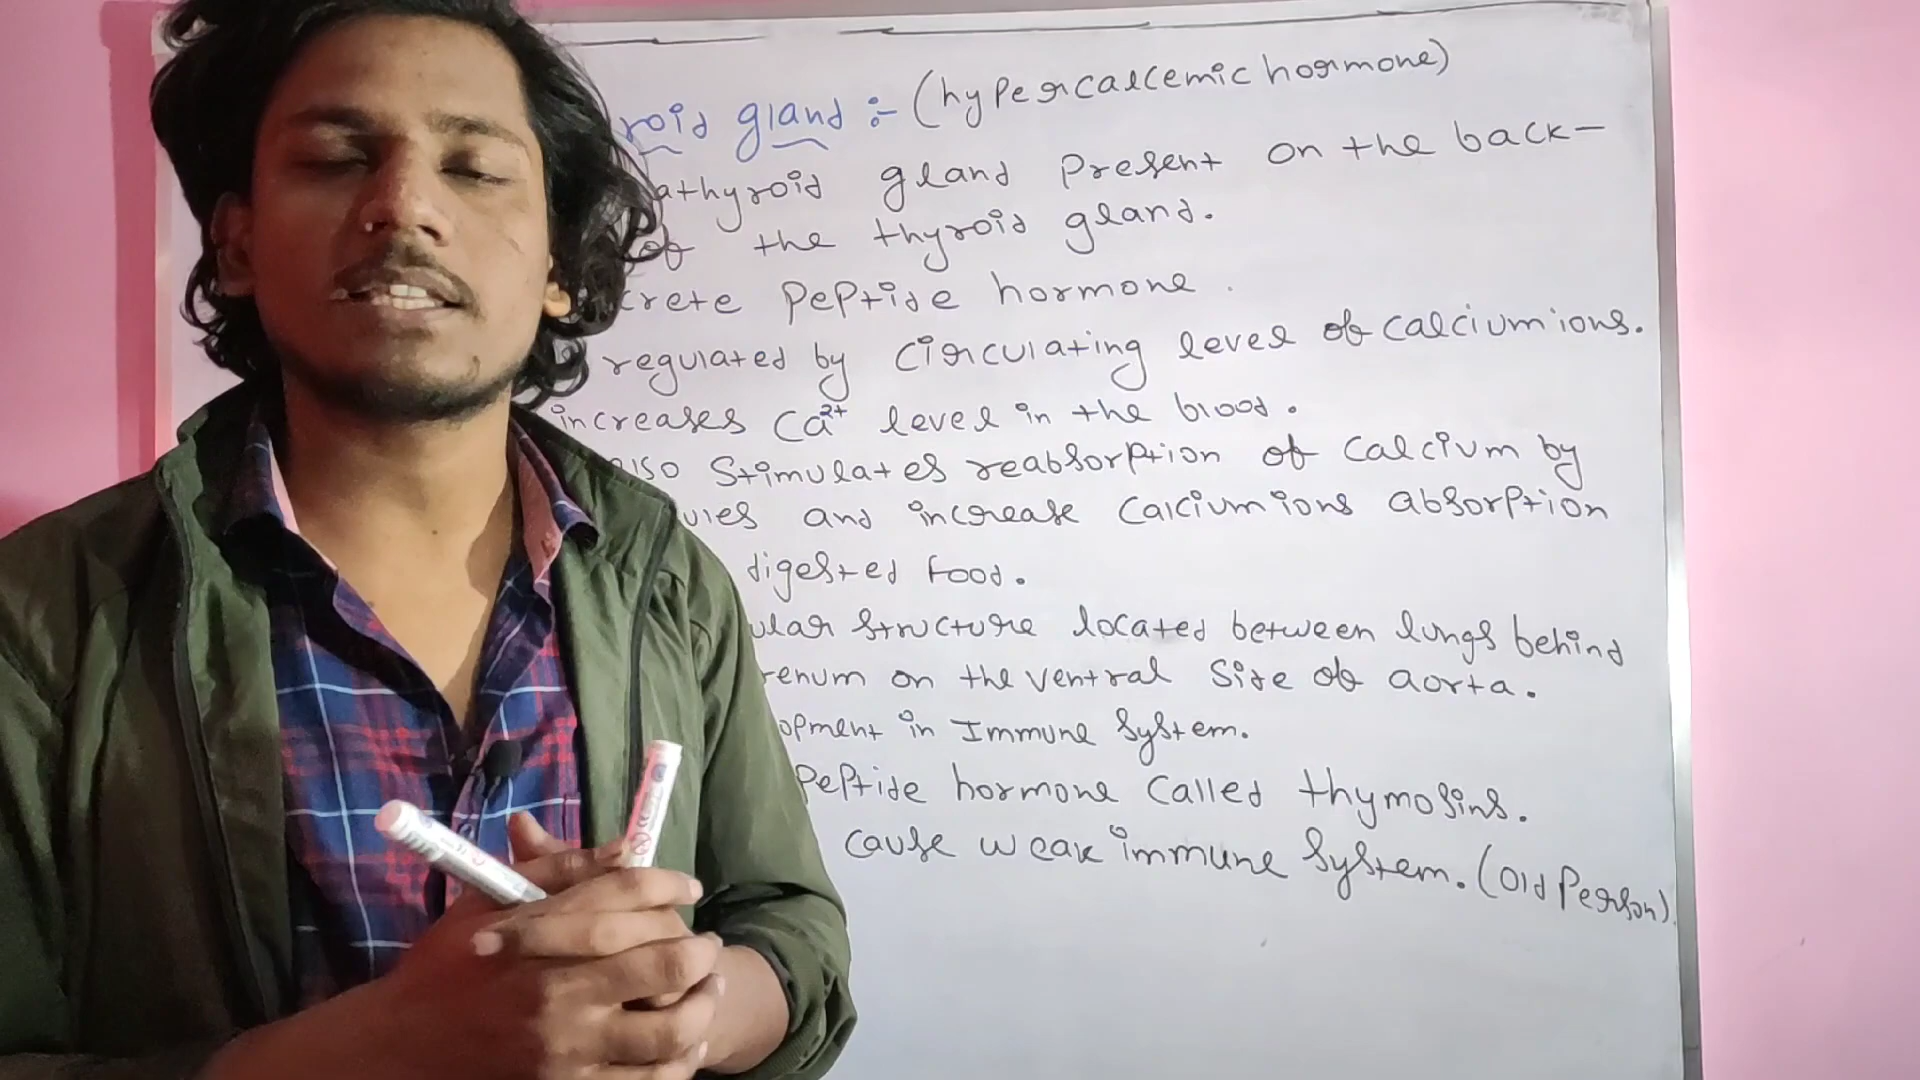 roid gland :- (hypercalcemic hormone)
athyroid gland Present on the back-
of the thyroid gland.
crete Peptide hormone.
regulated by circulating level of calcium ions.
increases Ca²⁺ level in the blood.
also Stimulates reabsorption of Calcium by
ules and increase Calcium ions absorption
digested food.
ular structure located between lungs behind
renum on the ventral side of aorta.
opment in Immune System.
Peptide hormone called thymosins.
cause weak immune System. (Old Person).